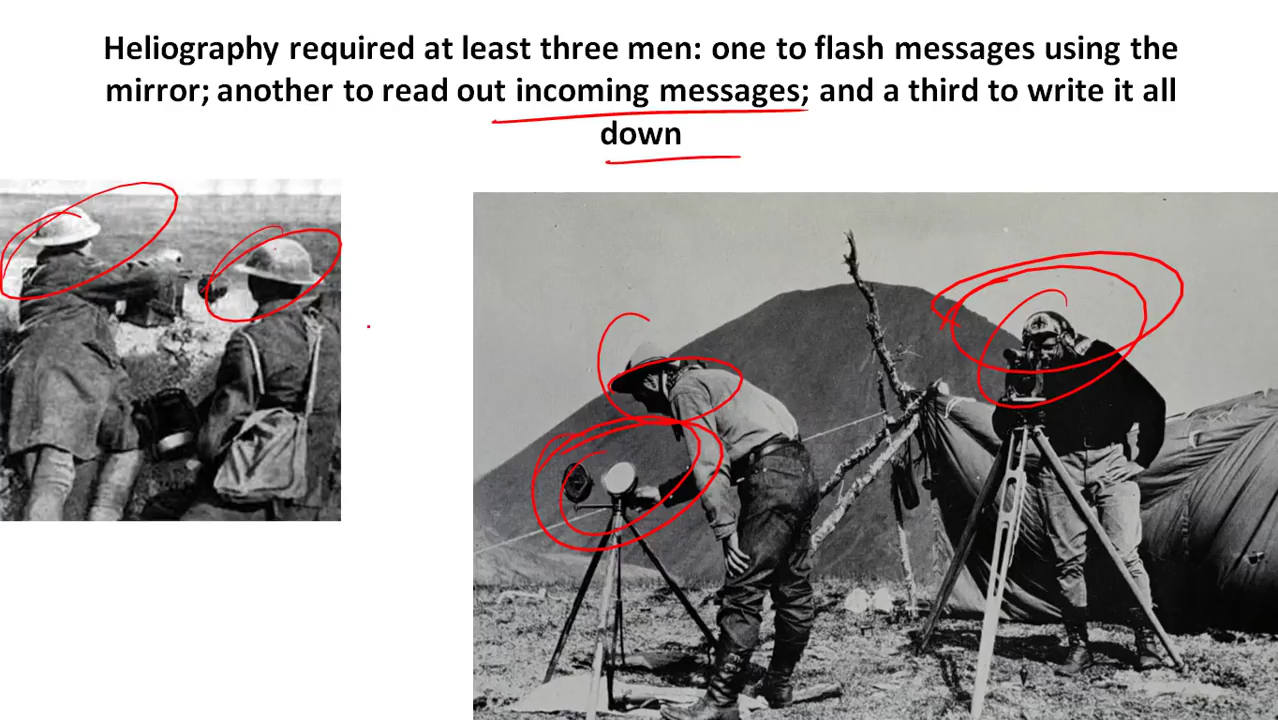 Heliography required at least three men: one to flash messages using the
mirror; another to read out incoming messages; and a third to write it all
down